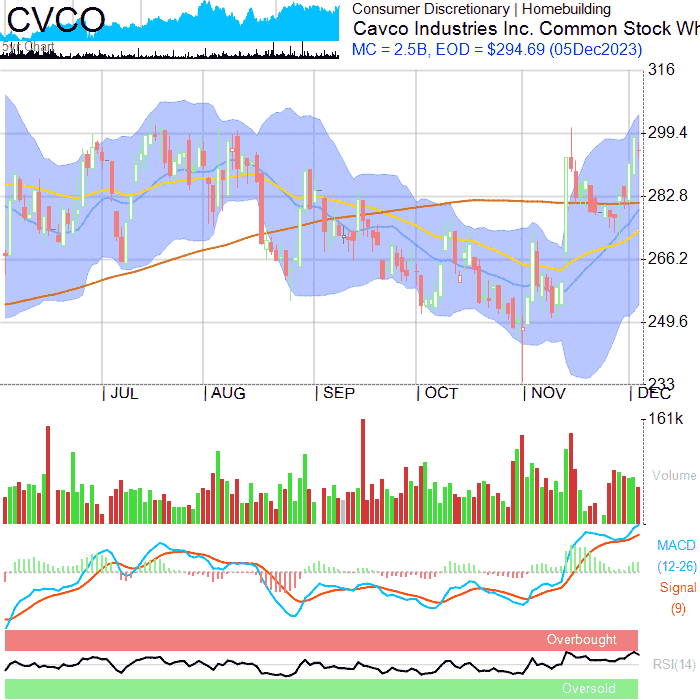 CVCO
5yr Chart
Consumer Discretionary | Homebuilding
Cavco Industries Inc. Common Stock Wh
MC = 2.5B, EOD = $294.69 (05Dec2023)
316
299.4
282.8
266.2
249.6
233
| JUL | AUG | SEP | OCT | NOV | DEC
161k
Volume
MACD
(12-26)
Signal
(9)
Overbought
RSI(14)
Oversold